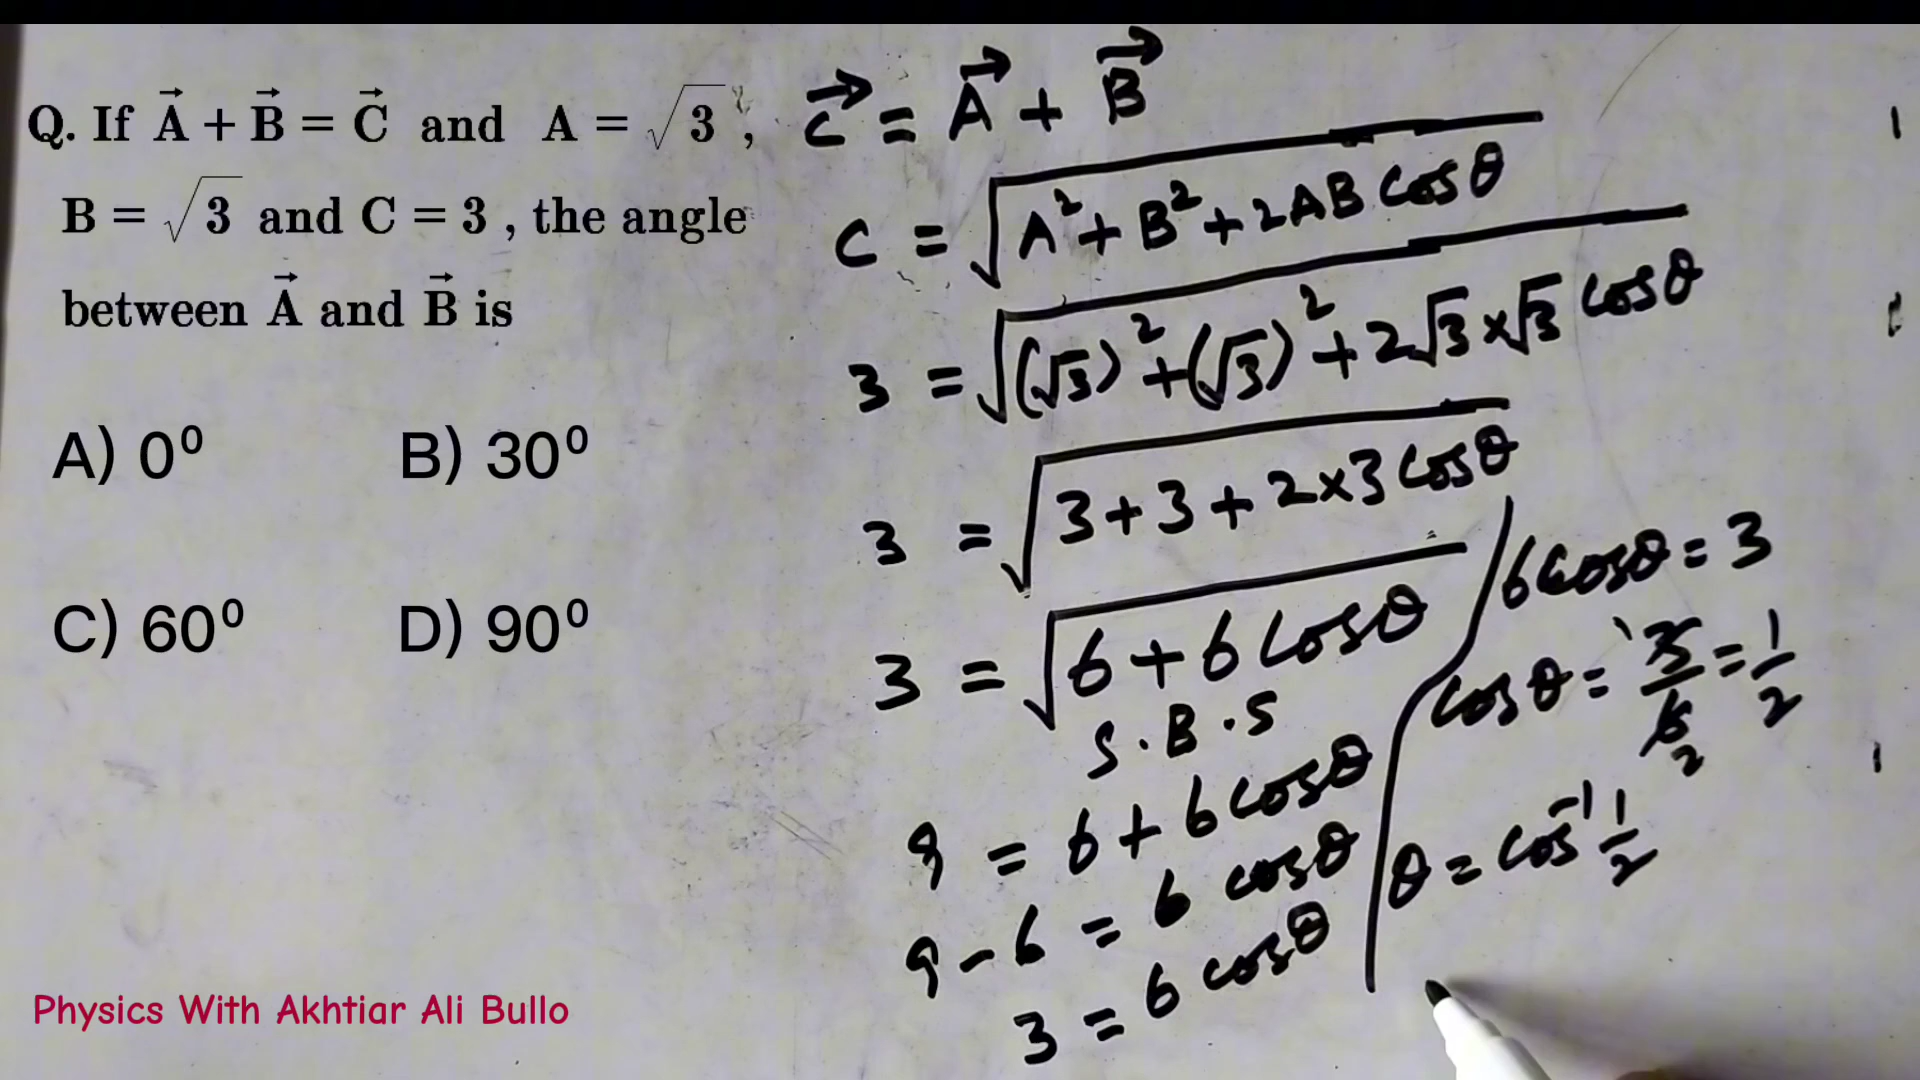 Q. If A⃗ + B⃗ = C⃗ and A = √3 ,
B = √3 and C = 3 , the angle
between A⃗ and B⃗ is
A) 0⁰ B) 30⁰
C) 60⁰ D) 90⁰
Physics With Akhtiar Ali Bullo
C⃗ = A⃗ + B⃗
C = √(A² + B² + 2AB cosθ)
3 = √((√3)² + (√3)² + 2√3 × √3 cosθ)
3 = √(3 + 3 + 2×3 cosθ)
3 = √(6 + 6 cosθ)
S.B.S
9 = 6 + 6 cosθ
9 - 6 = 6 cosθ
3 = 6 cosθ
6 cosθ = 3
cosθ = 3/6 = 1/2
θ = cos⁻¹ 1/2